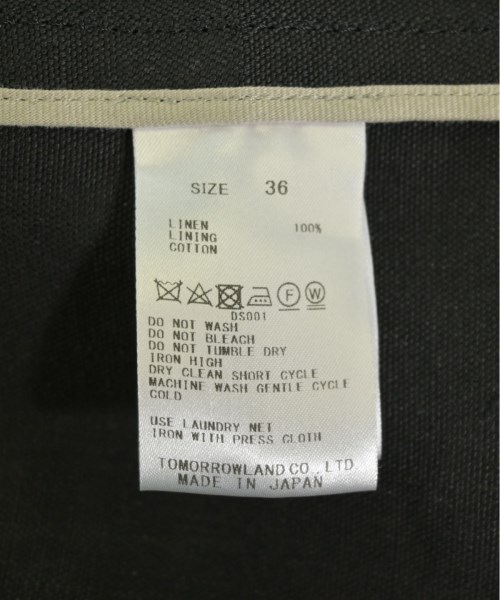 SIZE 36
LINEN 100%
LINING
COTTON
F W
DS001
DO NOT WASH
DO NOT BLEACH
DO NOT TUMBLE DRY
IRON HIGH
DRY CLEAN SHORT CYCLE
MACHINE WASH GENTLE CYCLE
COLD
USE LAUNDRY NET
IRON WITH PRESS CLOTH
TOMORROWLAND CO., LTD
MADE IN JAPAN